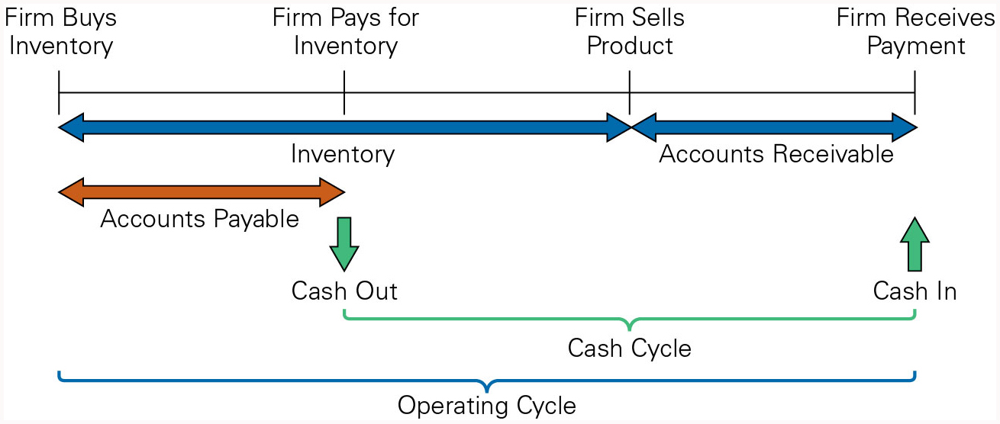 Firm Buys
Inventory
Firm Pays for
Inventory
Firm Sells
Product
Firm Receives
Payment
Inventory
Accounts Receivable
Accounts Payable
Cash Out
Cash In
Cash Cycle
Operating Cycle